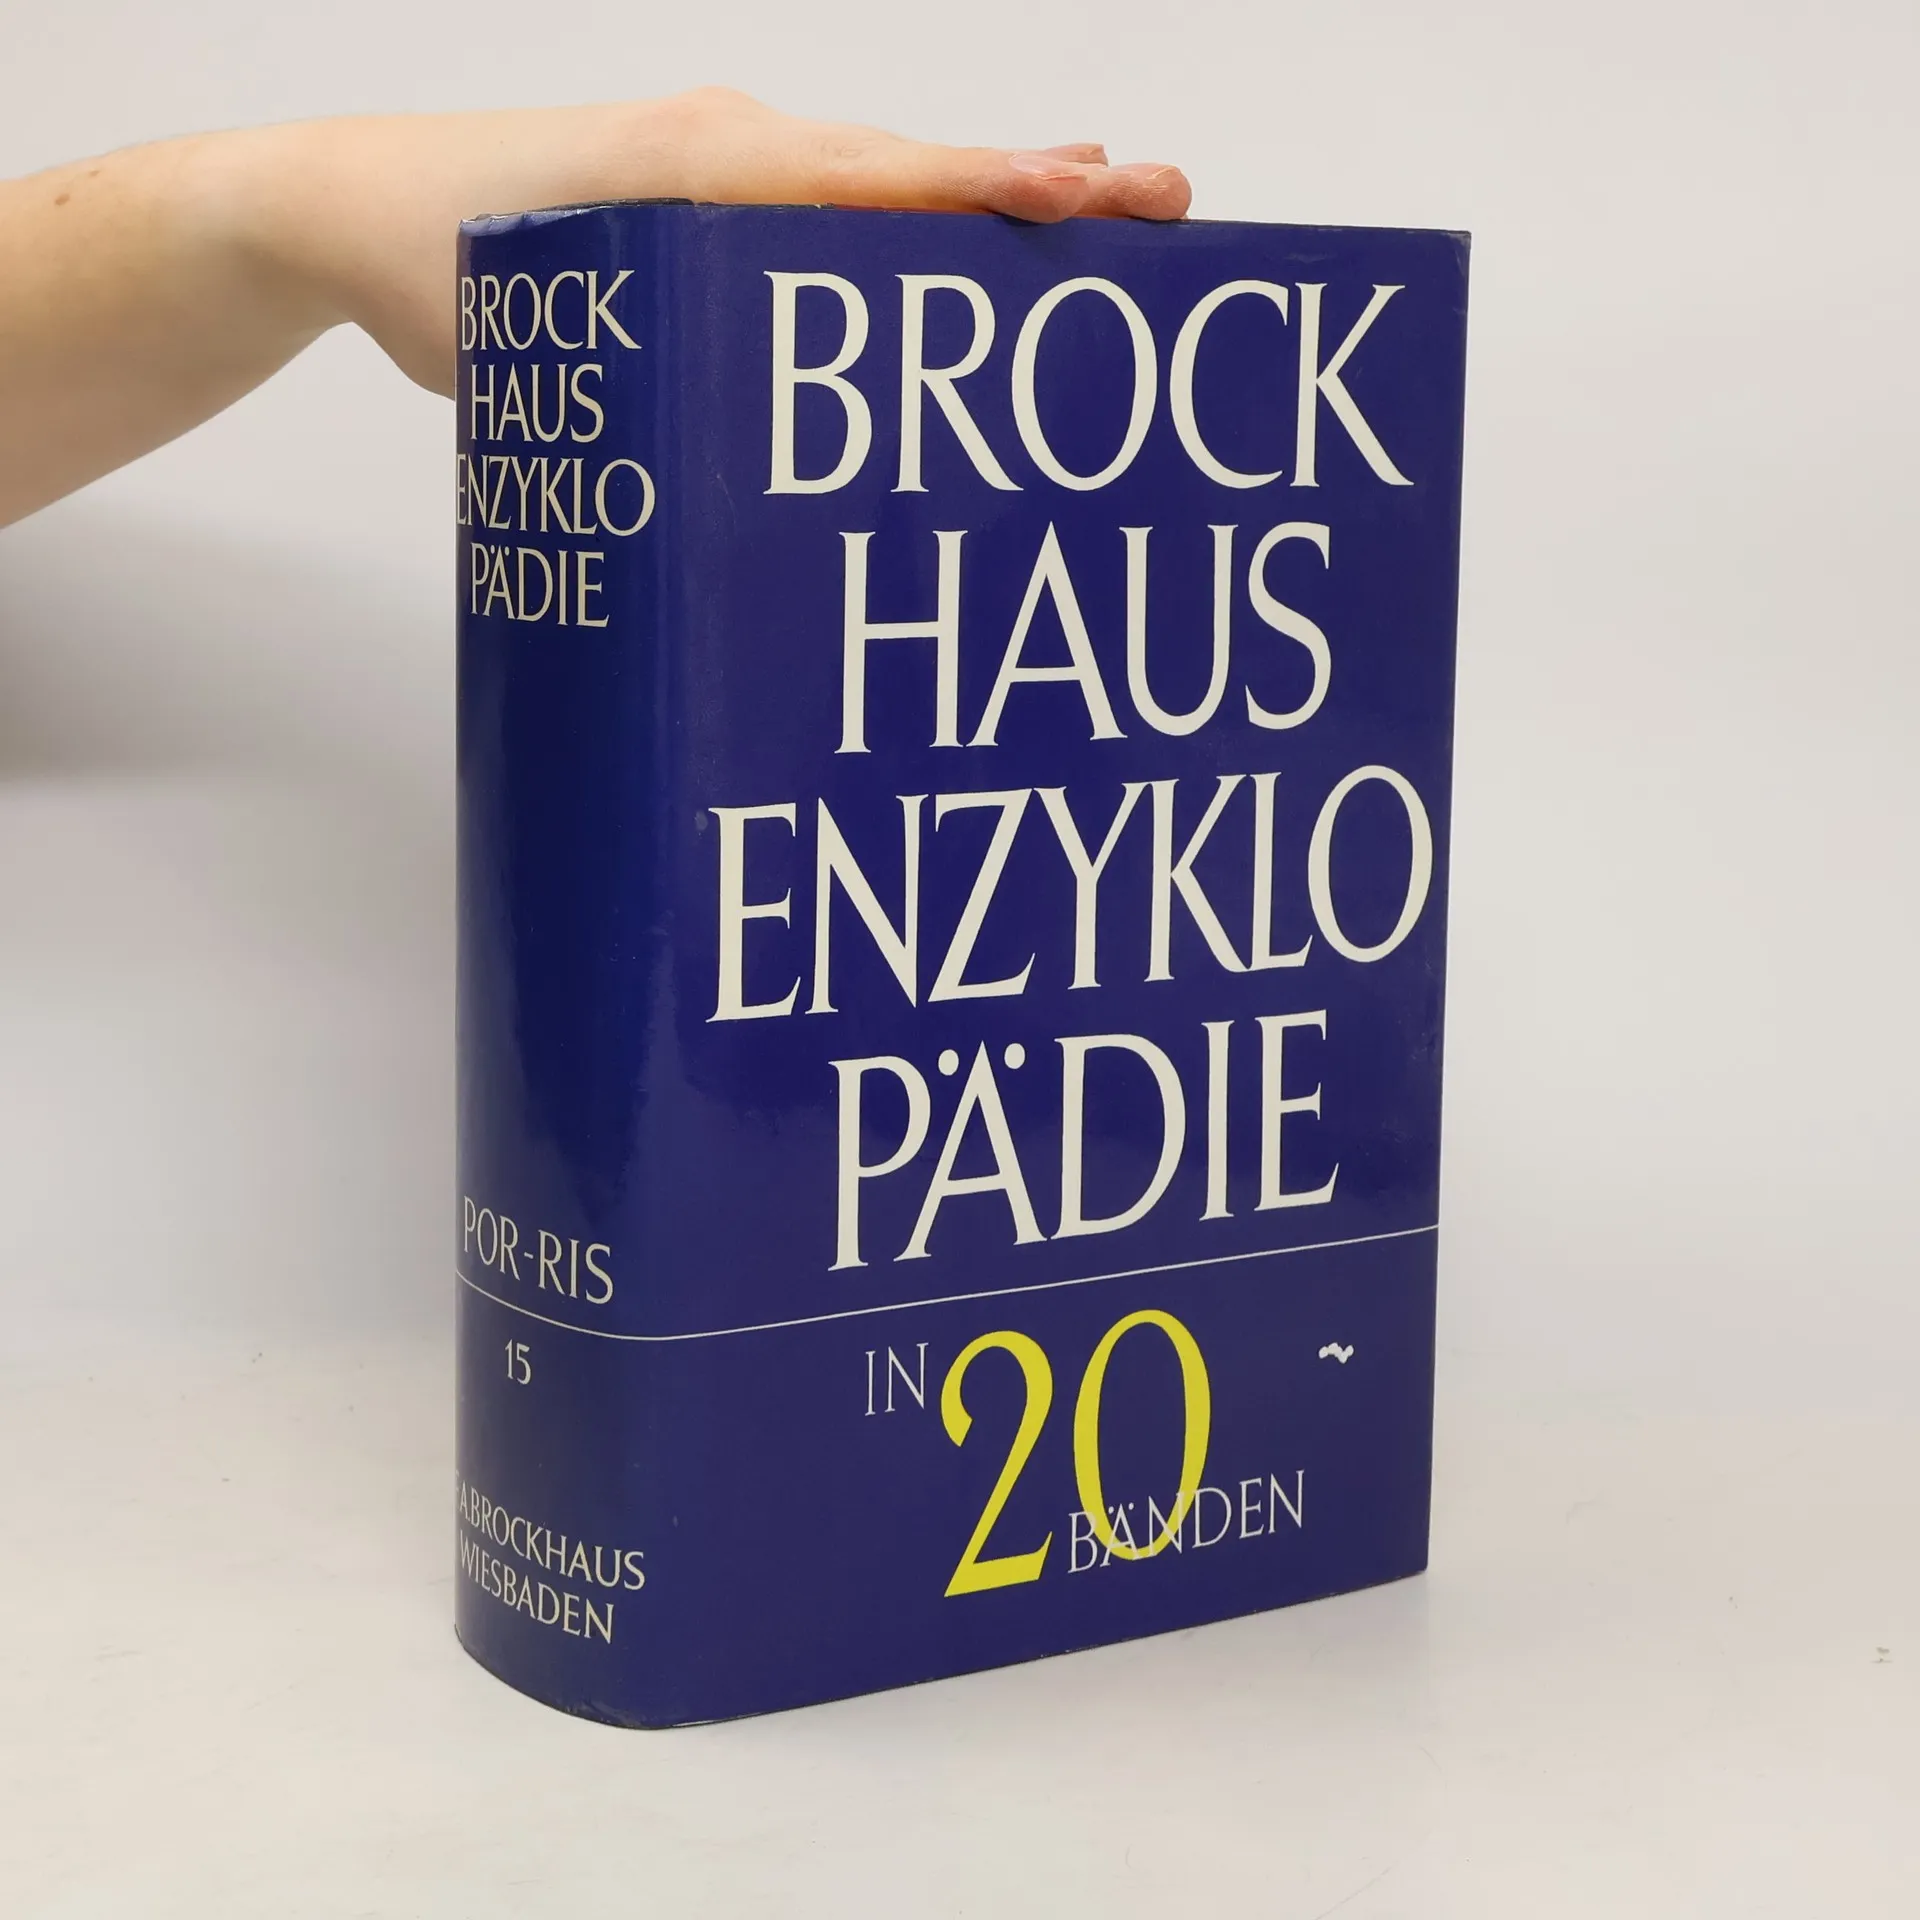 BROCK
HAUS
ENZYKLO
PÄDIE
POR-RIS
15
F.A.BROCKHAUS
WIESBADEN
BROCK
HAUS
ENZYKLO
PÄDIE
IN 20
BÄNDEN